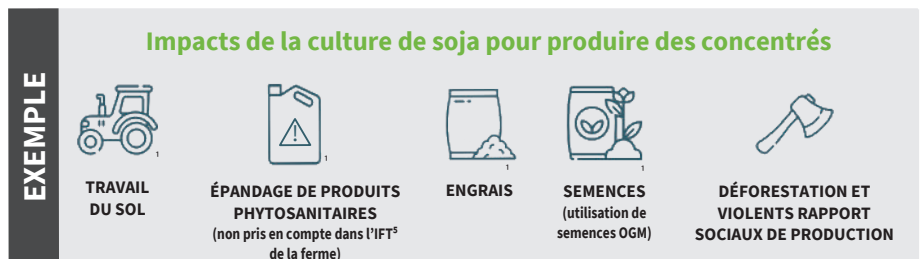 EXEMPLE
Impacts de la culture de soja pour produire des concentrés
1
1
1
1
TRAVAIL
DU SOL
ÉPANDAGE DE PRODUITS
PHYTOSANITAIRES
(non pris en compte dans l'IFT⁵
de la ferme)
ENGRAIS
SEMENCES
(utilisation de
semences OGM)
DÉFORESTATION ET
VIOLENTS RAPPORT
SOCIAUX DE PRODUCTION